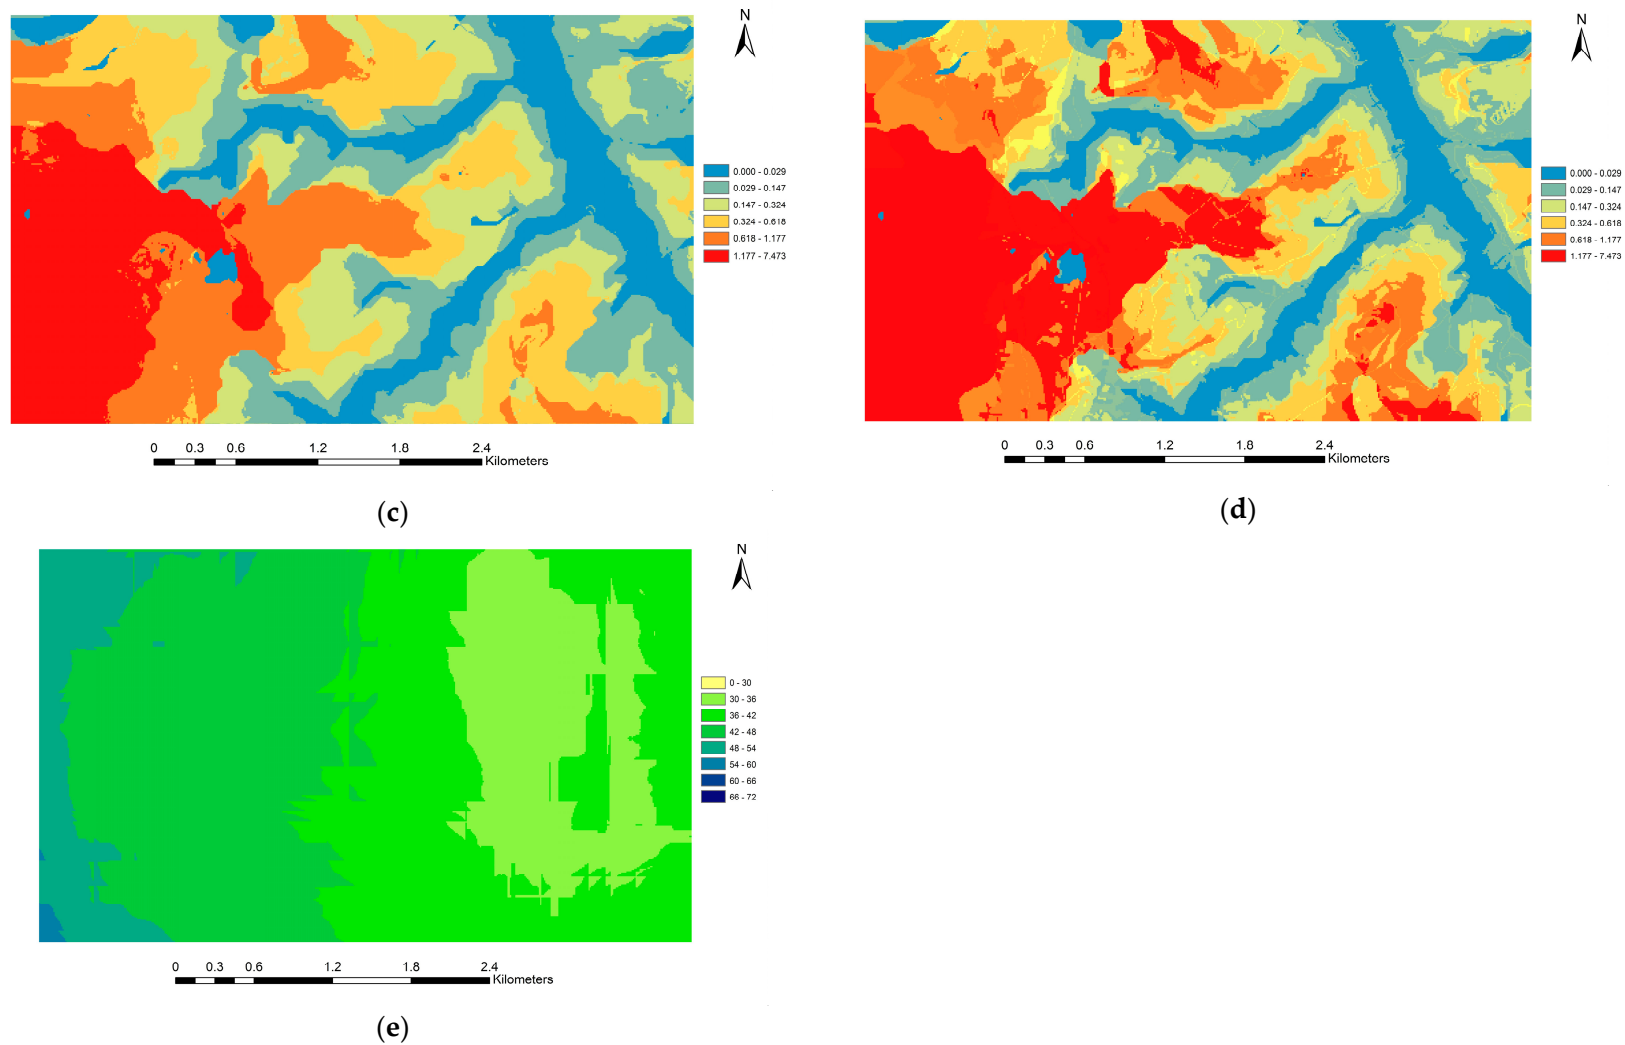 N
0.000 - 0.029
0.029 - 0.147
0.147 - 0.324
0.324 - 0.618
0.618 - 1.177
1.177 - 7.473
0 0.3 0.6 1.2 1.8 2.4
Kilometers
(c)
N
0.000 - 0.029
0.029 - 0.147
0.147 - 0.324
0.324 - 0.618
0.618 - 1.177
1.177 - 7.473
0 0.3 0.6 1.2 1.8 2.4
Kilometers
(d)
N
0 - 30
30 - 36
36 - 42
42 - 48
48 - 54
54 - 60
60 - 66
66 - 72
0 0.3 0.6 1.2 1.8 2.4
Kilometers
(e)